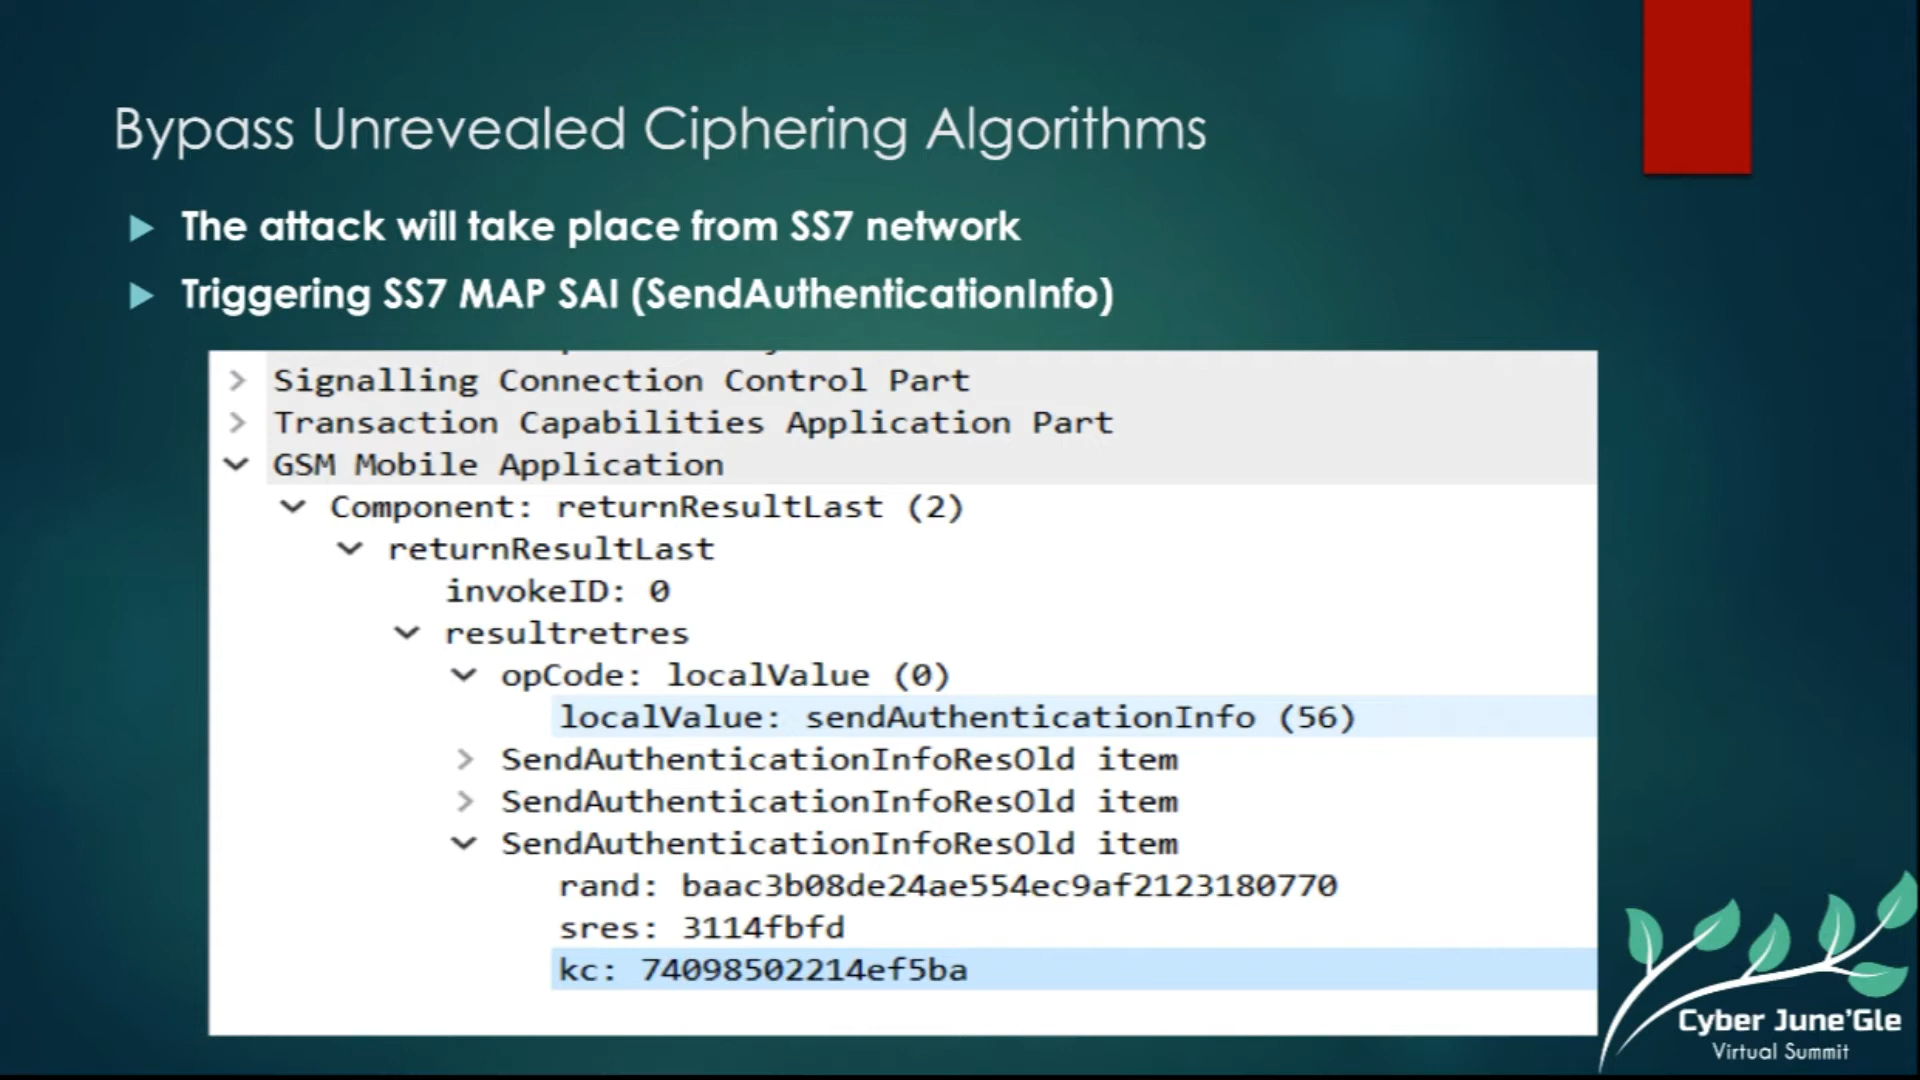 Bypass Unrevealed Ciphering Algorithms
The attack will take place from SS7 network
Triggering SS7 MAP SAI (SendAuthenticationInfo)
Signalling Connection Control Part
Transaction Capabilities Application Part
GSM Mobile Application
Component: returnResultLast (2)
returnResultLast
invokeID: 0
resultretres
opCode: localValue (0)
localValue: sendAuthenticationInfo (56)
SendAuthenticationInfoResOld item
SendAuthenticationInfoResOld item
SendAuthenticationInfoResOld item
rand: baac3b08de24ae554ec9af2123180770
sres: 3114fbfd
kc: 74098502214ef5ba
Cyber June'Gle
Virtual Summit